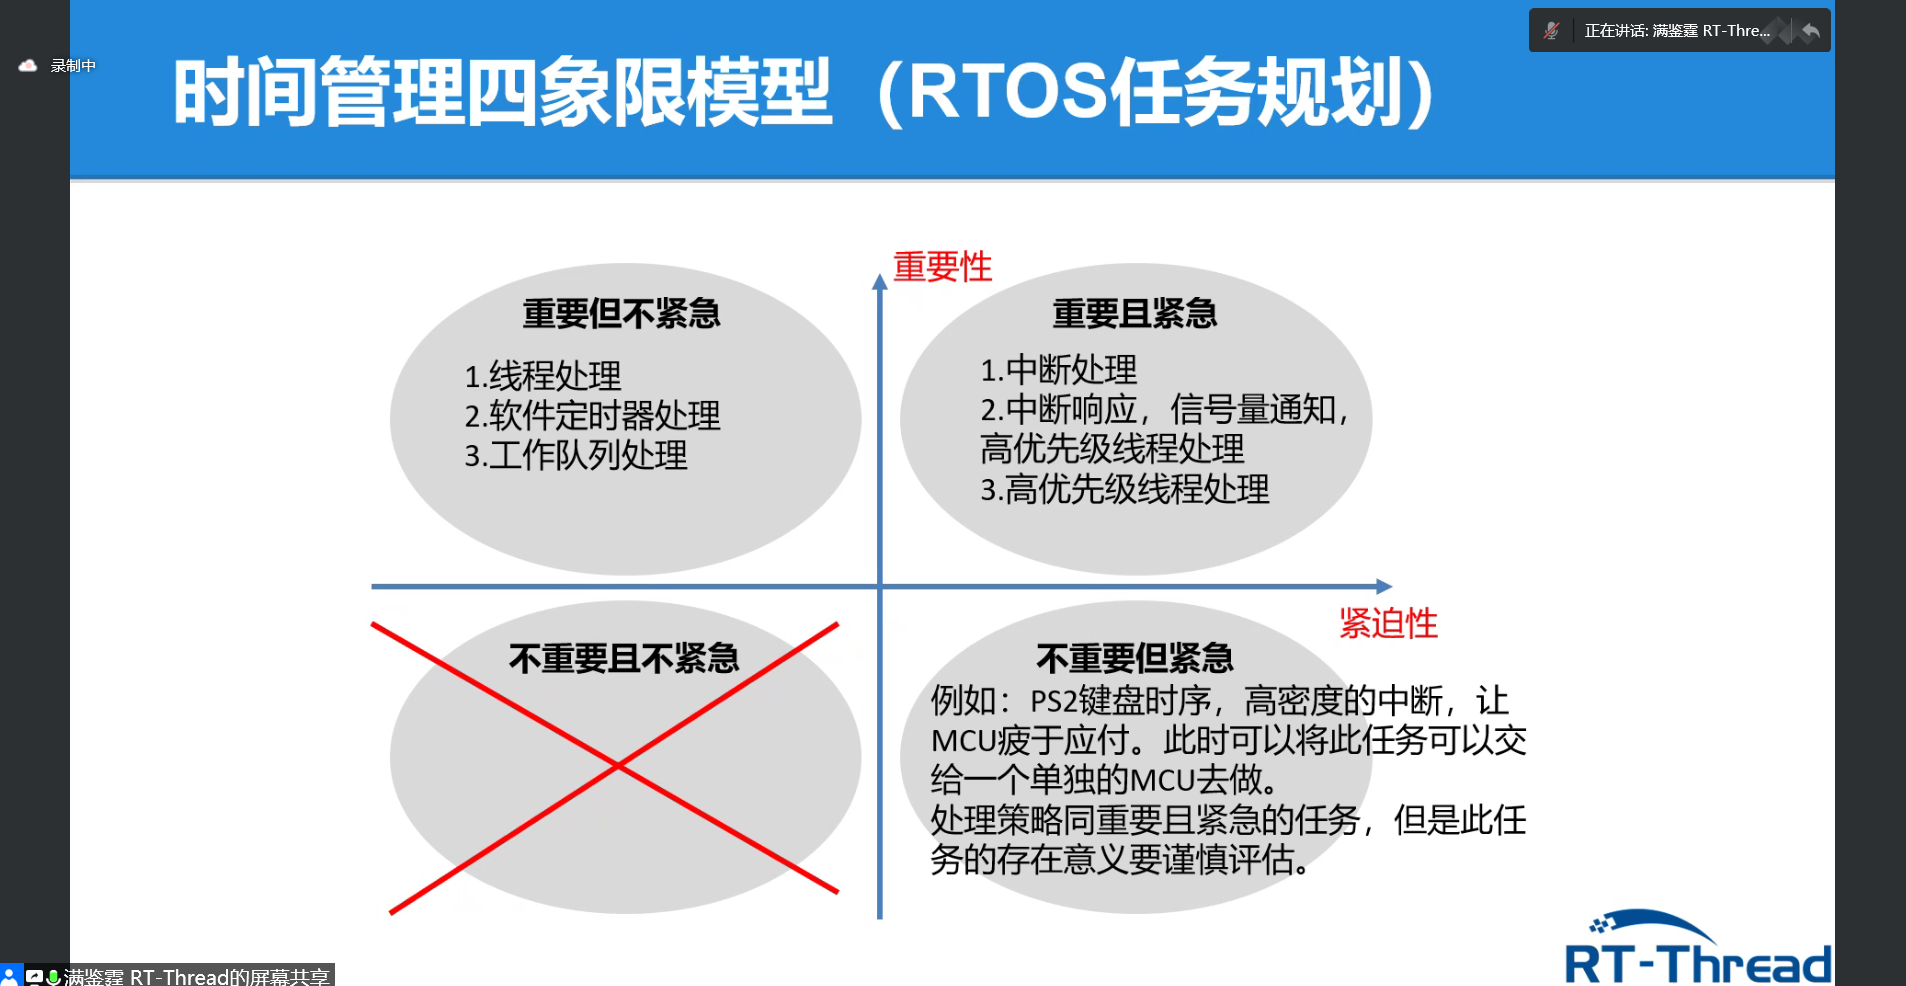 正在讲话: 满鉴霆 RT-Thre...
录制中
时间管理四象限模型（RTOS任务规划）
重要性
重要但不紧急
1.线程处理
2.软件定时器处理
3.工作队列处理
重要且紧急
1.中断处理
2.中断响应，信号量通知，
高优先级线程处理
3.高优先级线程处理
紧迫性
不重要且不紧急
不重要但紧急
例如：PS2键盘时序，高密度的中断，让
MCU疲于应付。此时可以将此任务可以交
给一个单独的MCU去做。
处理策略同重要且紧急的任务，但是此任
务的存在意义要谨慎评估。
RT-Thread
满鉴霆 RT-Thread的屏幕共享